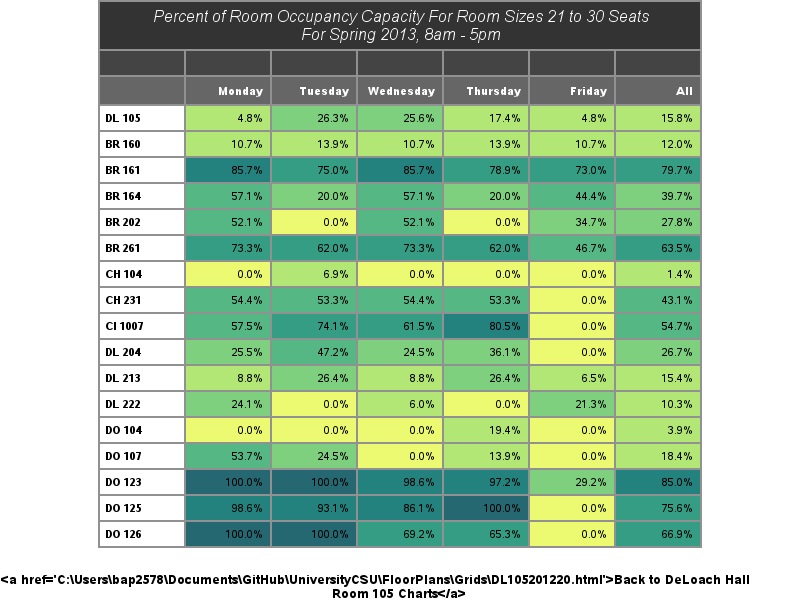 Percent of Room Occupancy Capacity For Room Sizes 21 to 30 Seats
For Spring 2013, 8am - 5pm
Monday Tuesday Wednesday Thursday Friday All
DL 105 4.8% 26.3% 25.6% 17.4% 4.8% 15.8%
BR 160 10.7% 13.9% 10.7% 13.9% 10.7% 12.0%
BR 161 85.7% 75.0% 85.7% 78.9% 73.0% 79.7%
BR 164 57.1% 20.0% 57.1% 20.0% 44.4% 39.7%
BR 202 52.1% 0.0% 52.1% 0.0% 34.7% 27.8%
BR 261 73.3% 62.0% 73.3% 62.0% 46.7% 63.5%
CH 104 0.0% 6.9% 0.0% 0.0% 0.0% 1.4%
CH 231 54.4% 53.3% 54.4% 53.3% 0.0% 43.1%
CI 1007 57.5% 74.1% 61.5% 80.5% 0.0% 54.7%
DL 204 25.5% 47.2% 24.5% 36.1% 0.0% 26.7%
DL 213 8.8% 26.4% 8.8% 26.4% 6.5% 15.4%
DL 222 24.1% 0.0% 6.0% 0.0% 21.3% 10.3%
DO 104 0.0% 0.0% 0.0% 19.4% 0.0% 3.9%
DO 107 53.7% 24.5% 0.0% 13.9% 0.0% 18.4%
DO 123 100.0% 100.0% 98.6% 97.2% 29.2% 85.0%
DO 125 98.6% 93.1% 86.1% 100.0% 0.0% 75.6%
DO 126 100.0% 100.0% 69.2% 65.3% 0.0% 66.9%
<a href='C:\Users\bap2578\Documents\GitHub\UniversityCSU\FloorPlans\Grids\DL105201220.html'>Back to DeLoach Hall
Room 105 Charts</a>